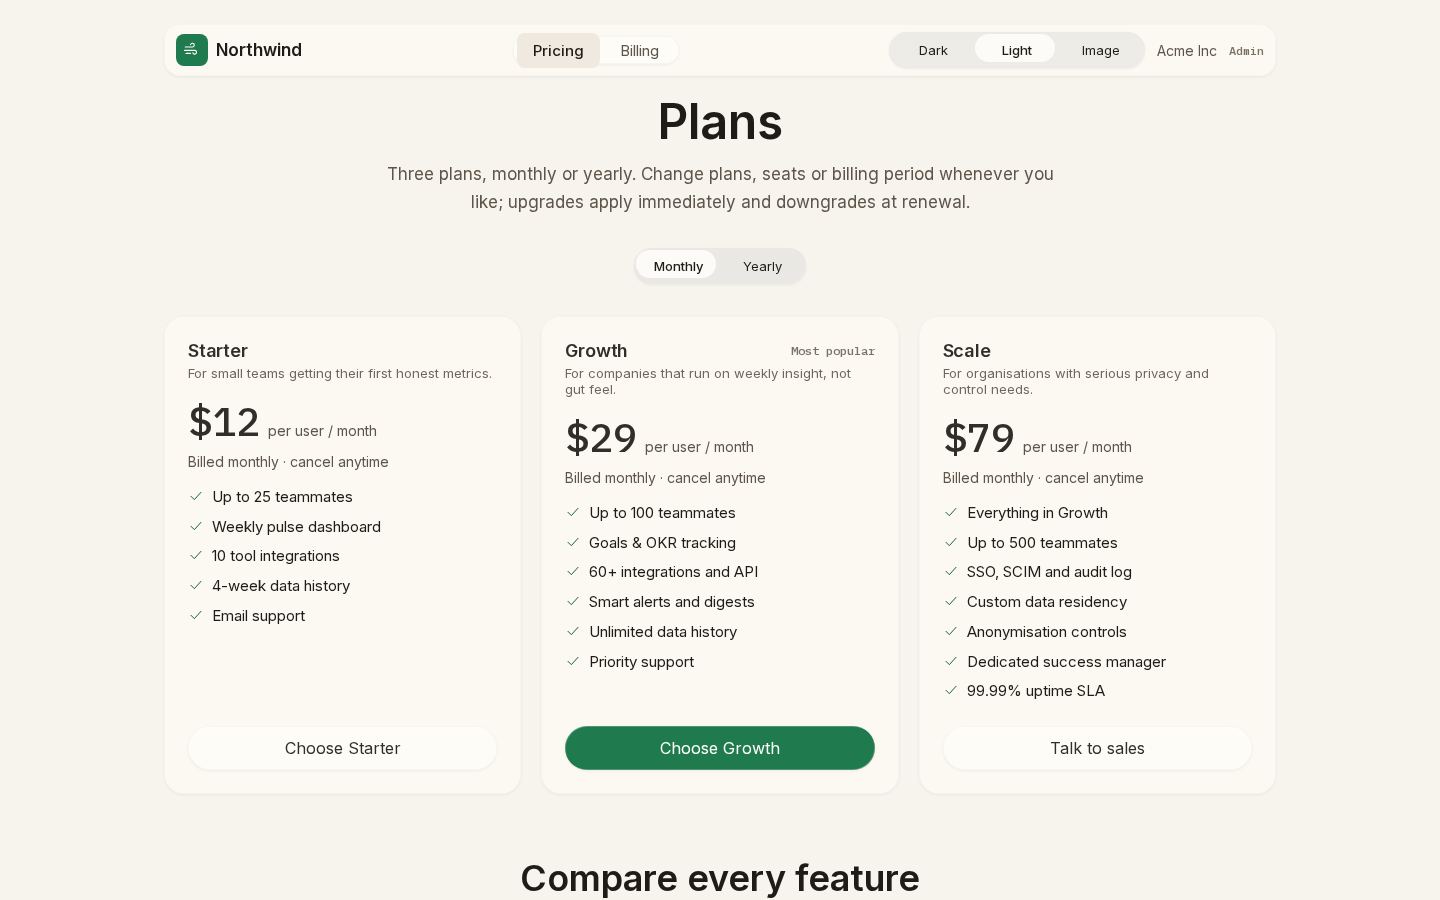 Northwind
Pricing
Billing
Dark
Light
Image
Acme Inc
Admin
Plans
Three plans, monthly or yearly. Change plans, seats or billing period whenever you
like; upgrades apply immediately and downgrades at renewal.
Monthly
Yearly
Starter
For small teams getting their first honest metrics.
$12 per user / month
Billed monthly · cancel anytime
Up to 25 teammates
Weekly pulse dashboard
10 tool integrations
4-week data history
Email support
Choose Starter
Growth
Most popular
For companies that run on weekly insight, not
gut feel.
$29 per user / month
Billed monthly · cancel anytime
Up to 100 teammates
Goals & OKR tracking
60+ integrations and API
Smart alerts and digests
Unlimited data history
Priority support
Choose Growth
Scale
For organisations with serious privacy and
control needs.
$79 per user / month
Billed monthly · cancel anytime
Everything in Growth
Up to 500 teammates
SSO, SCIM and audit log
Custom data residency
Anonymisation controls
Dedicated success manager
99.99% uptime SLA
Talk to sales
Compare every feature